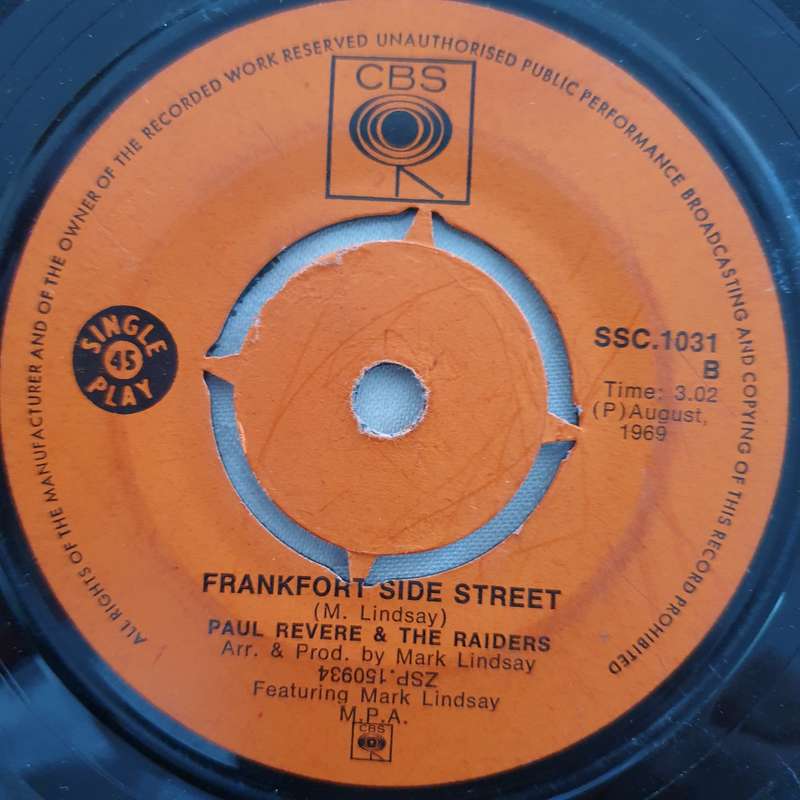 ALL RIGHTS OF THE MANUFACTURER AND OF THE OWNER OF THE RECORDED WORK RESERVED UNAUTHORISED PUBLIC PERFORMANCE BROADCASTING AND COPYING OF THIS RECORD PROHIBITED
CBS
SINGLE
45
PLAY
SSC.1031
B
Time: 3.02
(P)August,
1969
FRANKFORT SIDE STREET
(M. Lindsay)
PAUL REVERE & THE RAIDERS
Arr. & Prod. by Mark Lindsay
ZSP.150934
Featuring Mark Lindsay
M.P.A.
CBS